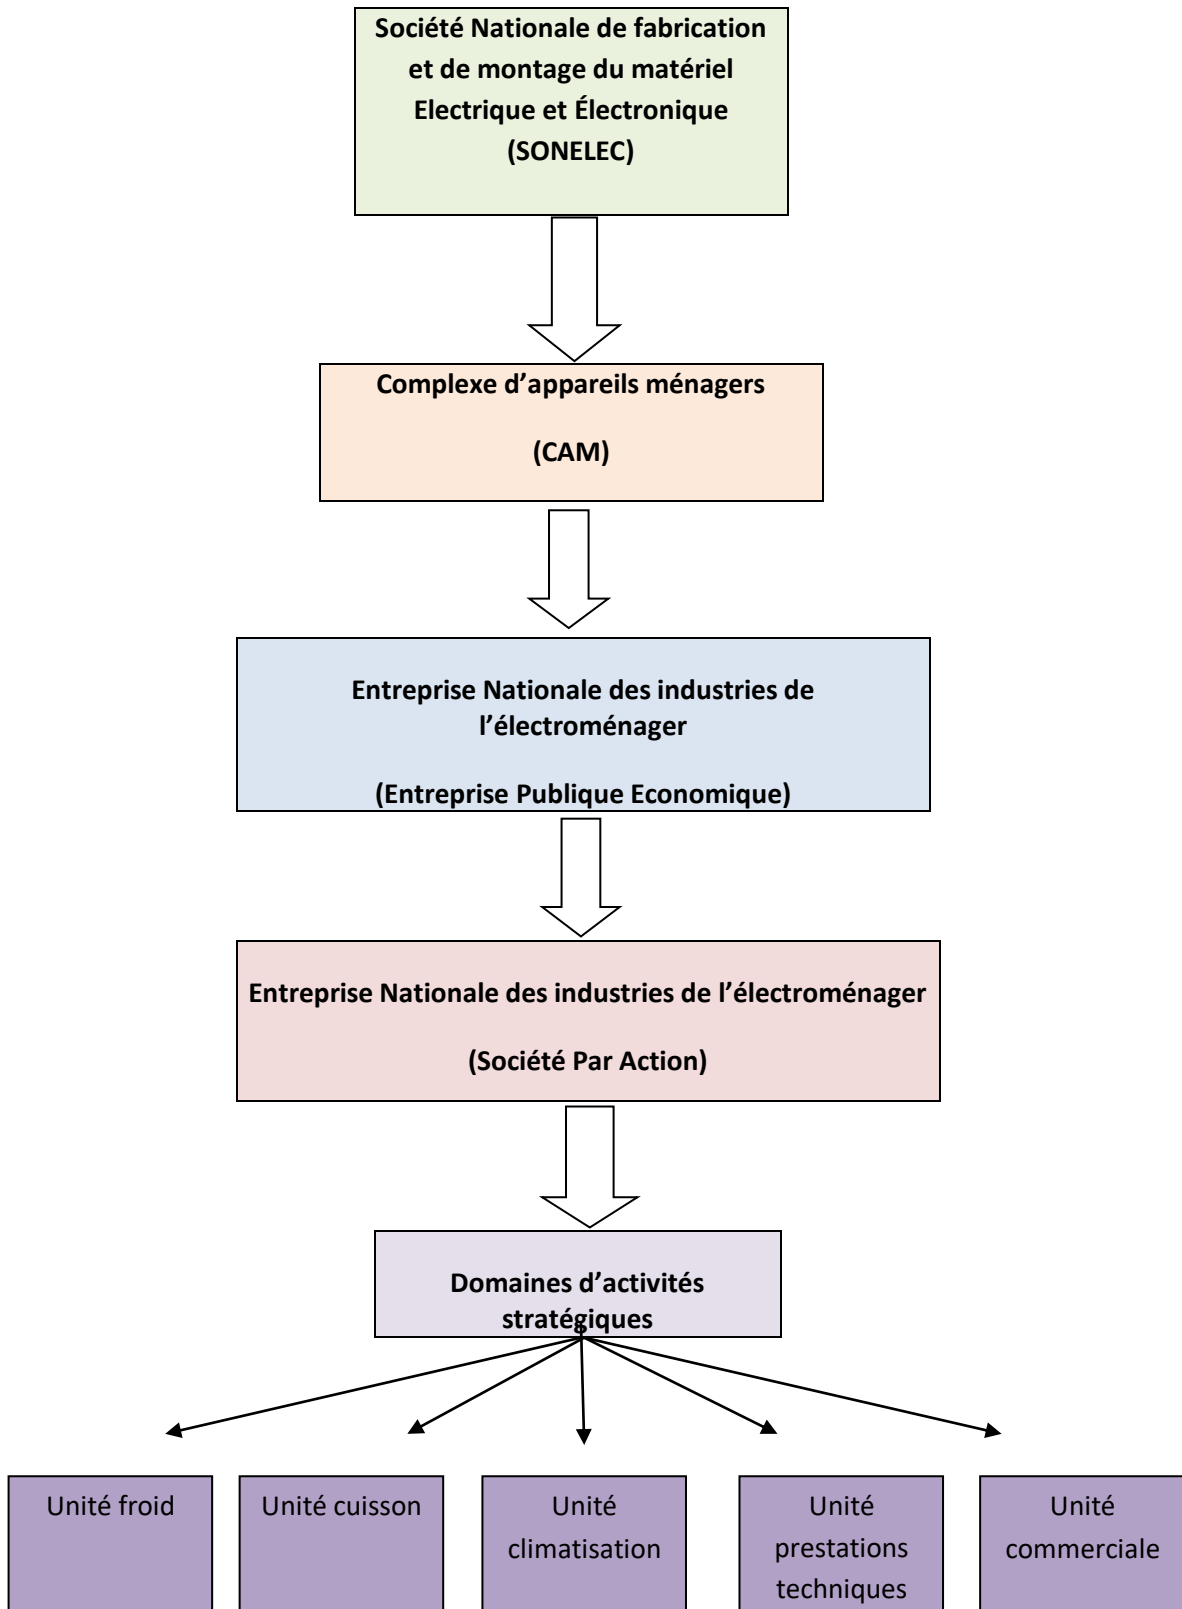 Société Nationale de fabrication
et de montage du matériel
Electrique et Électronique
(SONELEC)
Complexe d’appareils ménagers
(CAM)
Entreprise Nationale des industries de
l’électroménager
(Entreprise Publique Economique)
Entreprise Nationale des industries de l’électroménager
(Société Par Action)
Domaines d’activités
stratégiques
Unité froid
Unité cuisson
Unité
climatisation
Unité
prestations
techniques
Unité
commerciale